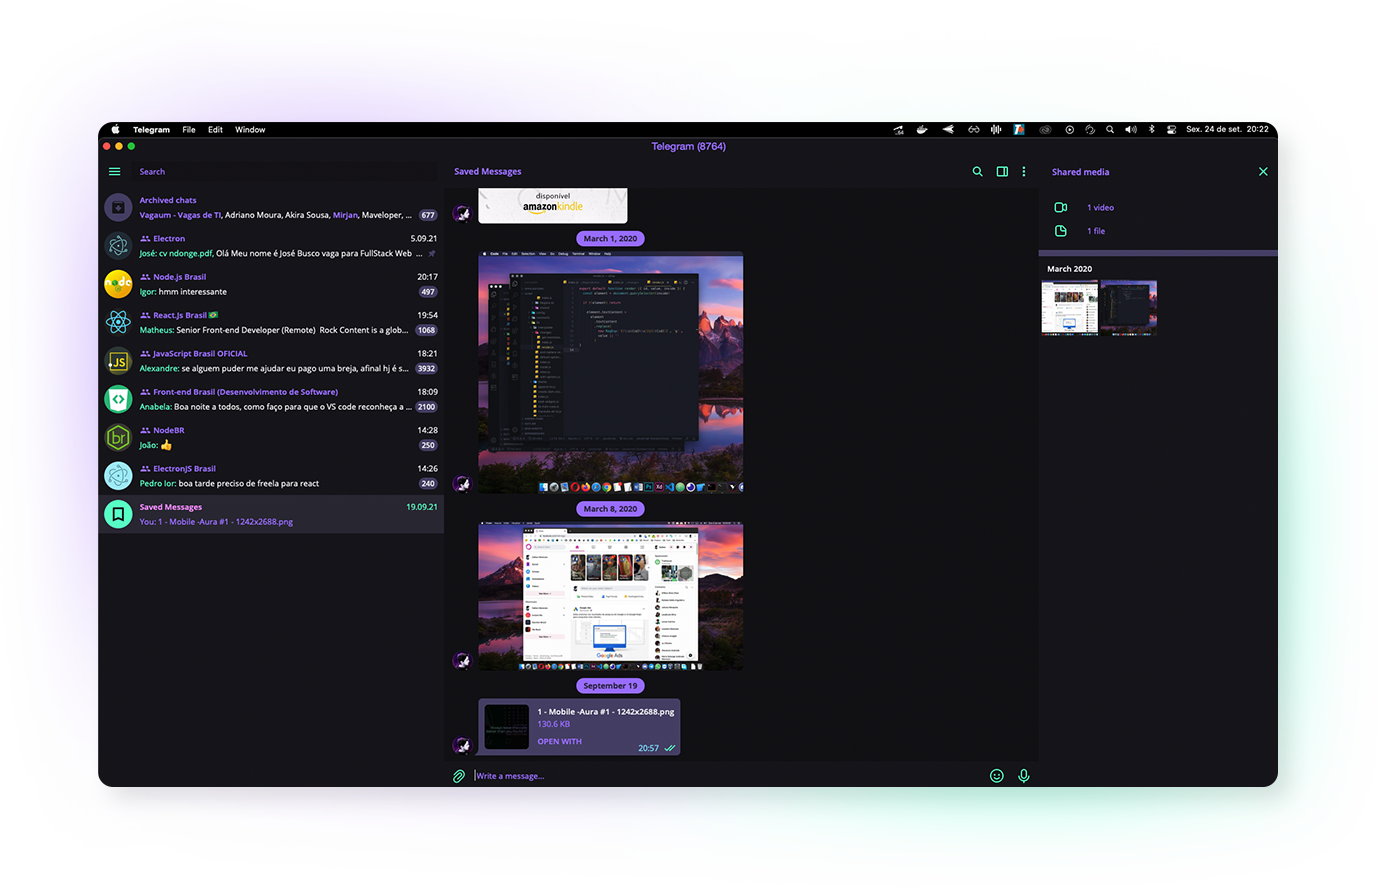 Telegram File Edit Window
Sex. 24 de set. 20:22
Telegram (8764)
Search
Archived chats
Vagaum - Vagas de TI, Adriano Moura, Akira Sousa, Mirjan, Maveloper, ... 677
Electron 5.09.21
José: cv ndonge.pdf, Olá Meu nome é José Busco vaga para FullStack Web ...
Node.js Brasil 20:17
Igor: hmm interessante 497
React.js Brasil 19:54
Matheus: Senior Front-end Developer (Remote) Rock Content is a glob... 1068
JavaScript Brasil OFICIAL 18:21
Alexandre: se alguem puder me ajudar eu pago uma breja, afinal hj é s... 3932
Front-end Brasil (Desenvolvimento de Software) 18:09
Anabela: Boa noite a todos, como faço para que o VS code reconheça a ... 2100
NodeBR 14:28
João: 👍 250
ElectronJS Brasil 14:26
Pedro Ior: boa tarde preciso de freela para react 240
Saved Messages 19.09.21
You: 1 - Mobile -Aura #1 - 1242x2688.png
Saved Messages
disponível
amazonkindle
March 1, 2020
March 8, 2020
Google Ads
September 19
1 - Mobile -Aura #1 - 1242x2688.png
130.6 KB
OPEN WITH
20:57
Write a message...
Shared media
1 video
1 file
March 2020